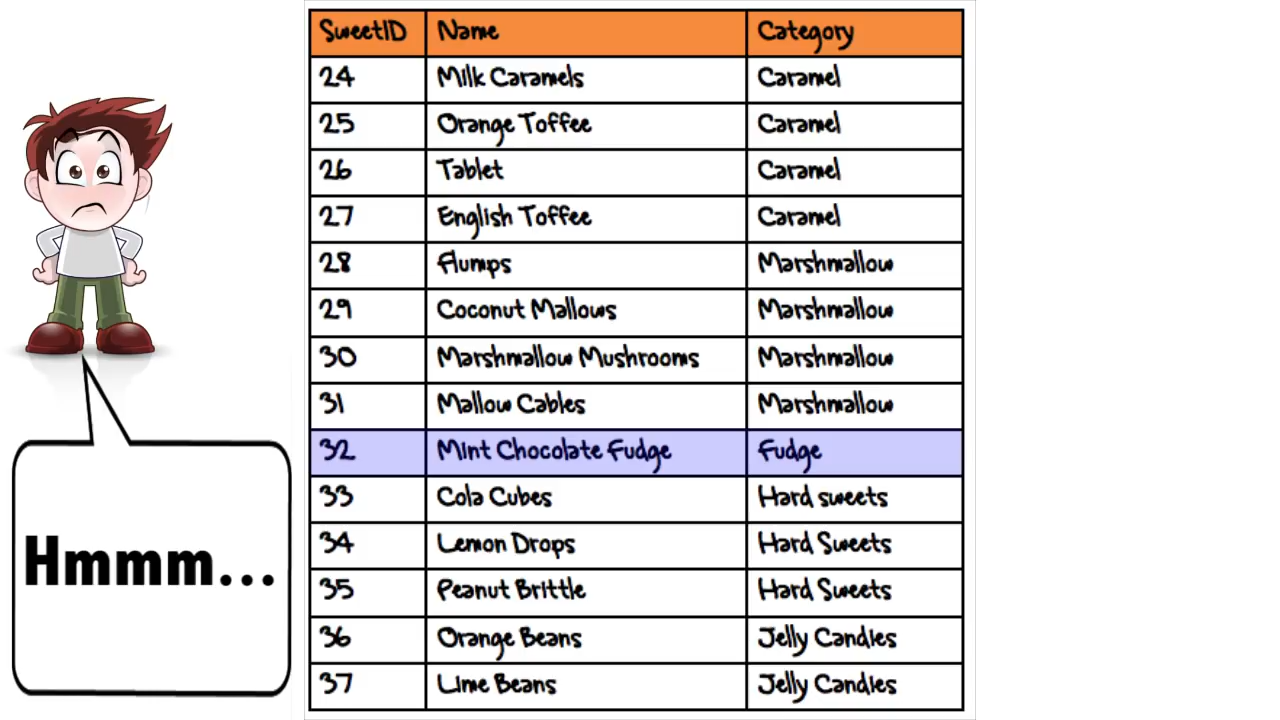 SweetID Name Category
24 Milk Caramels Caramel
25 Orange Toffee Caramel
26 Tablet Caramel
27 English Toffee Caramel
28 Flumps Marshmallow
29 Coconut Mallows Marshmallow
30 Marshmallow Mushrooms Marshmallow
31 Mallow Cables Marshmallow
32 Mint Chocolate Fudge Fudge
33 Cola Cubes Hard sweets
34 Lemon Drops Hard Sweets
35 Peanut Brittle Hard Sweets
36 Orange Beans Jelly Candies
37 Lime Beans Jelly Candies
Hmmm...